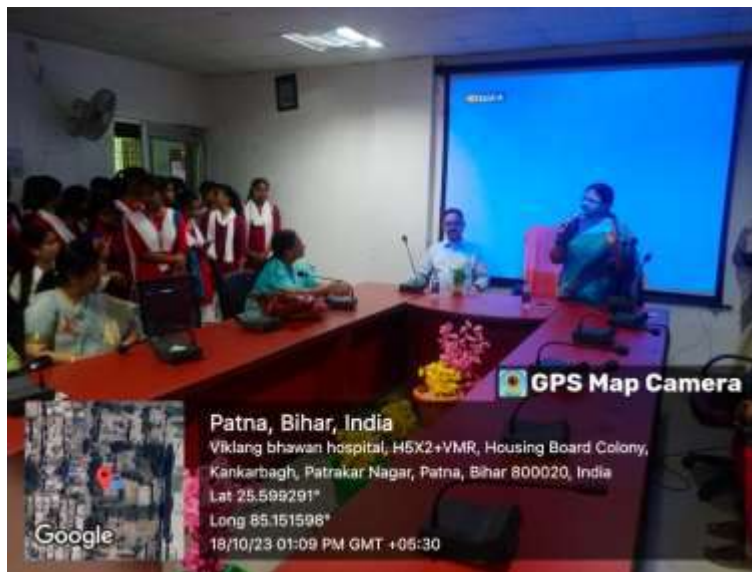 GPS Map Camera
Patna, Bihar, India
Viklang bhawan hospital, H5X2+VMR, Housing Board Colony,
Kankarbagh, Patrakar Nagar, Patna, Bihar 800020, India
Lat 25.599291°
Long 85.151598°
18/10/23 01:09 PM GMT +05:30
Google